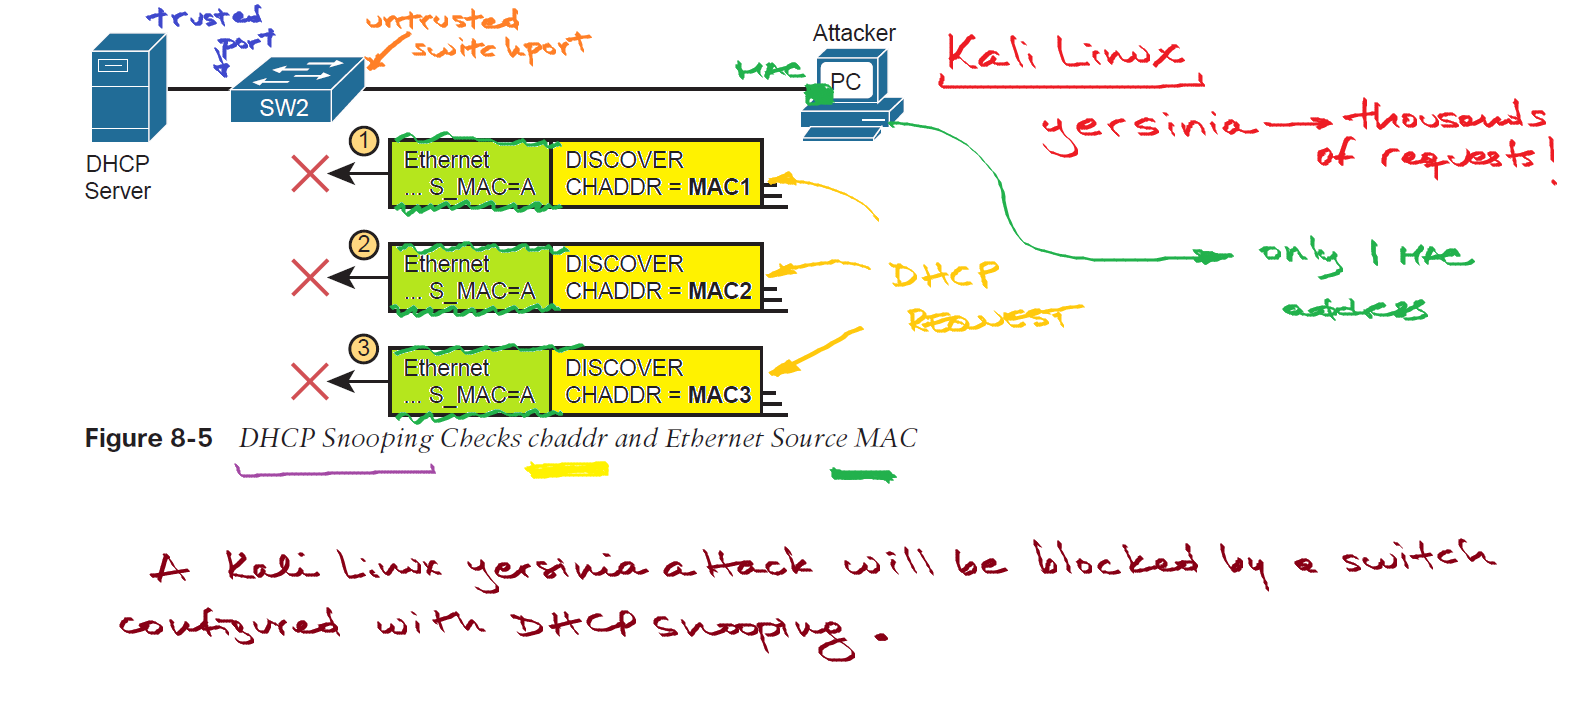 trusted
port
untrusted
switchport
Attacker
MAC
PC
Kali Linux
SW2
yersinia → thousands
of requests!
DHCP
Server
1
Ethernet
... S_MAC=A
DISCOVER
CHADDR = MAC1
2
Ethernet
... S_MAC=A
DISCOVER
CHADDR = MAC2
DHCP
REQUEST
only 1 MAC
address
3
Ethernet
... S_MAC=A
DISCOVER
CHADDR = MAC3
Figure 8-5 DHCP Snooping Checks chaddr and Ethernet Source MAC
A Kali Linux yersinia attack will be blocked by a switch
configured with DHCP snooping.